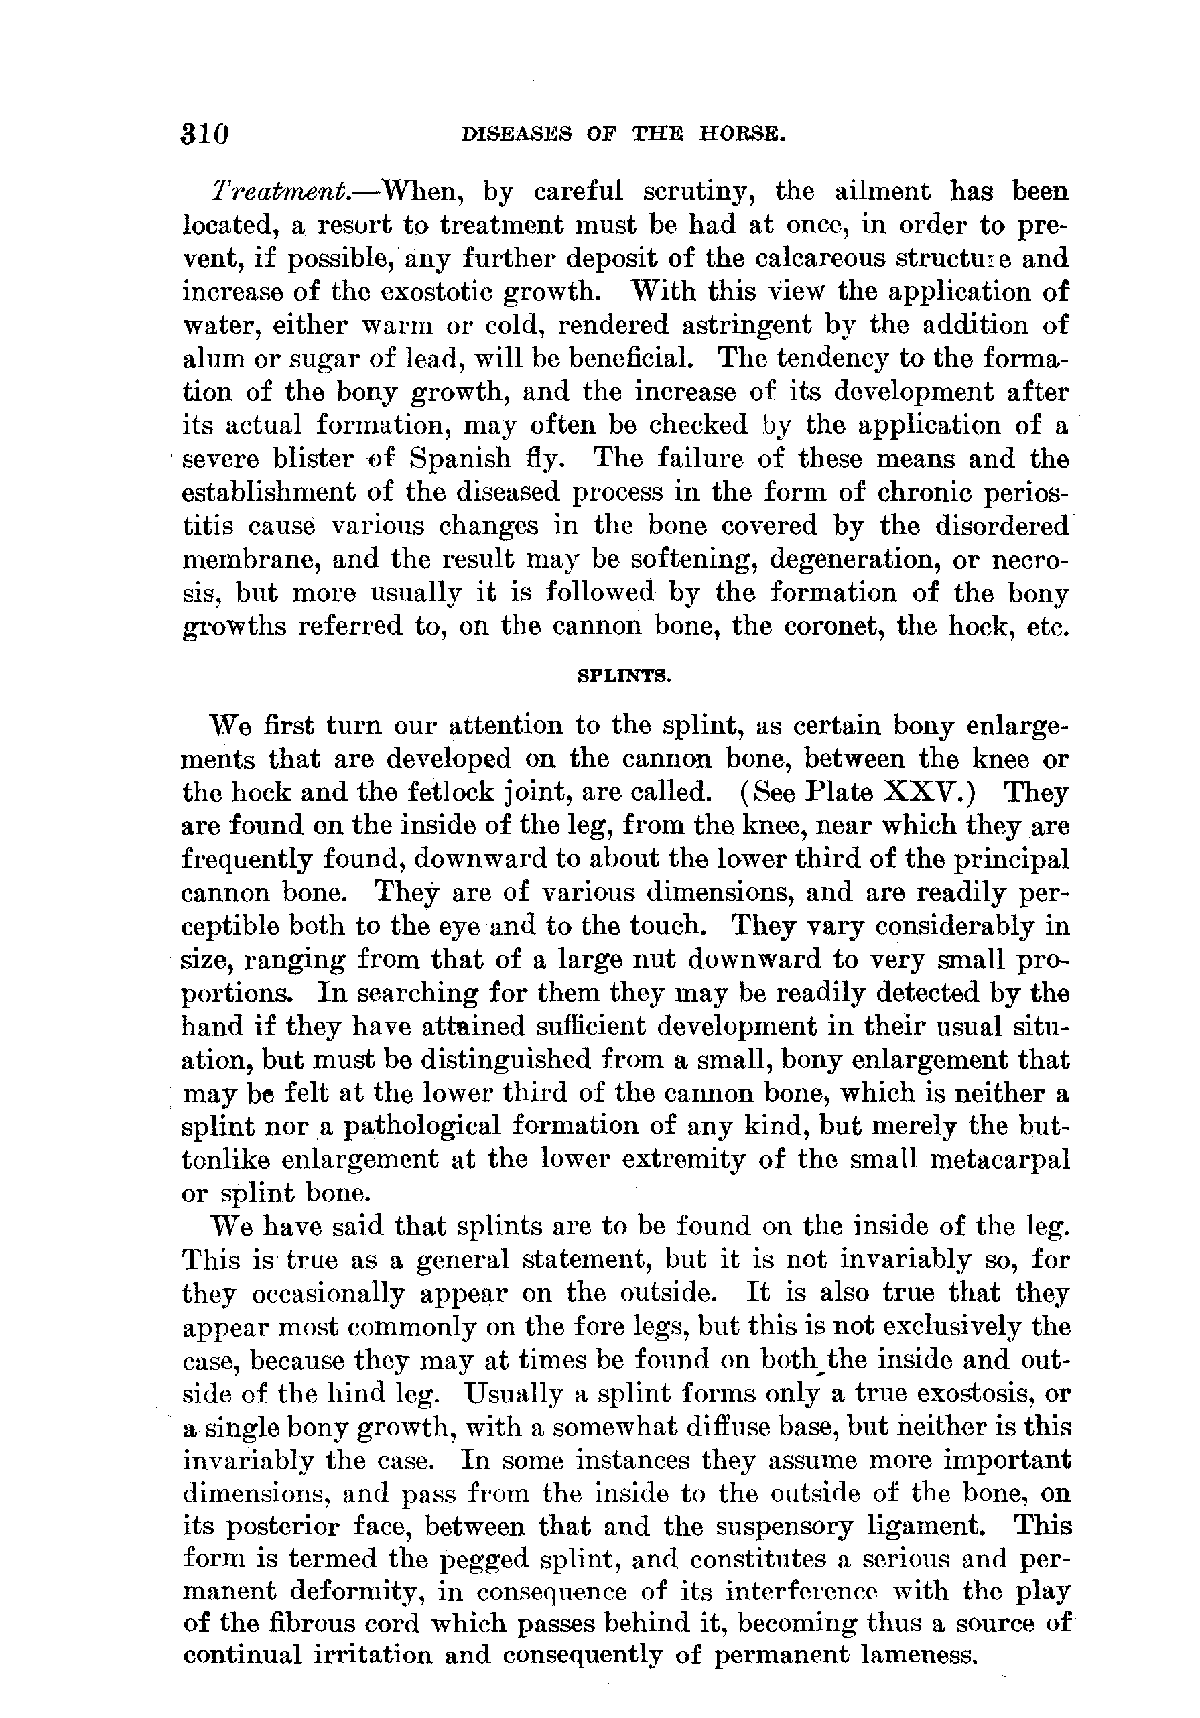 310 DISEASES OF THE HORSE.
Treatment.—When, by careful scrutiny, the ailment has been
located, a resort to treatment must be had at once, in order to pre-
vent, if possible, any further deposit of the calcareous structure and
increase of the exostotic growth. With this view the application of
water, either warm or cold, rendered astringent by the addition of
alum or sugar of lead, will be beneficial. The tendency to the forma-
tion of the bony growth, and the increase of its development after
its actual formation, may often be checked by the application of a
severe blister of Spanish fly. The failure of these means and the
establishment of the diseased process in the form of chronic perios-
titis cause various changes in the bone covered by the disordered
membrane, and the result may be softening, degeneration, or necro-
sis, but more usually it is followed by the formation of the bony
growths referred to, on the cannon bone, the coronet, the hock, etc.
SPLINTS.
We first turn our attention to the splint, as certain bony enlarge-
ments that are developed on the cannon bone, between the knee or
the hock and the fetlock joint, are called. (See Plate XXV.) They
are found on the inside of the leg, from the knee, near which they are
frequently found, downward to about the lower third of the principal
cannon bone. They are of various dimensions, and are readily per-
ceptible both to the eye and to the touch. They vary considerably in
size, ranging from that of a large nut downward to very small pro-
portions. In searching for them they may be readily detected by the
hand if they have attained sufficient development in their usual situ-
ation, but must be distinguished from a small, bony enlargement that
may be felt at the lower third of the cannon bone, which is neither a
splint nor a pathological formation of any kind, but merely the but-
tonlike enlargement at the lower extremity of the small metacarpal
or splint bone.
We have said that splints are to be found on the inside of the leg.
This is true as a general statement, but it is not invariably so, for
they occasionally appear on the outside. It is also true that they
appear most commonly on the fore legs, but this is not exclusively the
case, because they may at times be found on both the inside and out-
side of the hind leg. Usually a splint forms only a true exostosis, or
a single bony growth, with a somewhat diffuse base, but neither is this
invariably the case. In some instances they assume more important
dimensions, and pass from the inside to the outside of the bone, on
its posterior face, between that and the suspensory ligament. This
form is termed the pegged splint, and constitutes a serious and per-
manent deformity, in consequence of its interference with the play
of the fibrous cord which passes behind it, becoming thus a source of
continual irritation and consequently of permanent lameness.